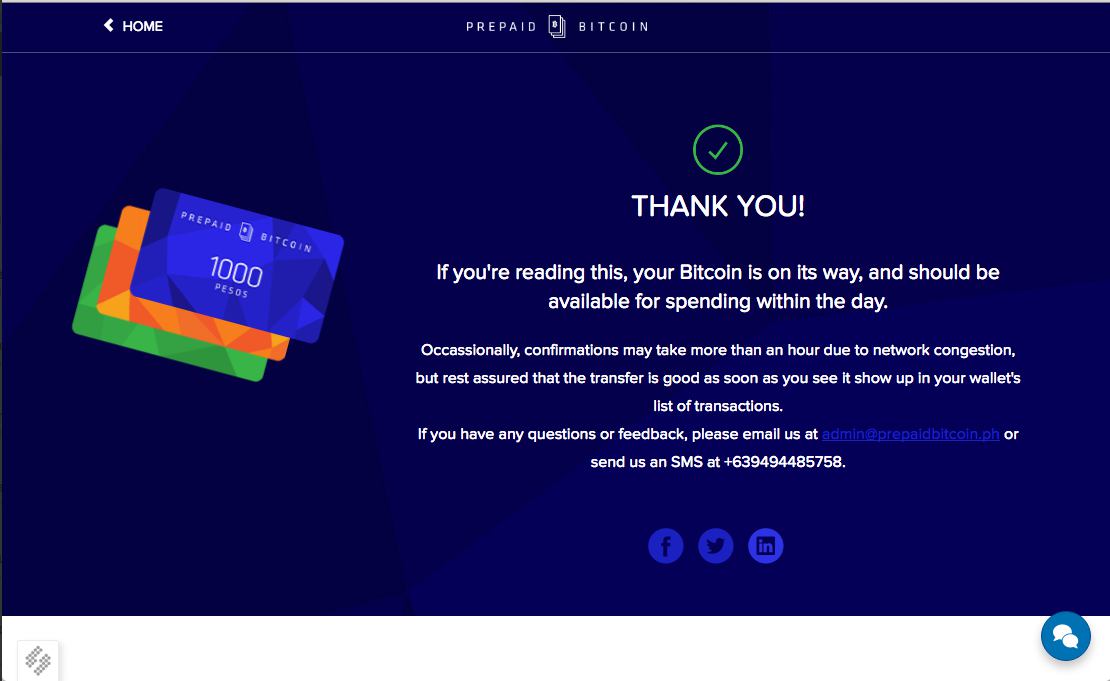 HOME
PREPAID BITCOIN
THANK YOU!
PREPAID BITCOIN
1000
PESOS
If you're reading this, your Bitcoin is on its way, and should be
available for spending within the day.
Occassionally, confirmations may take more than an hour due to network congestion,
but rest assured that the transfer is good as soon as you see it show up in your wallet's
list of transactions.
If you have any questions or feedback, please email us at admin@prepaidbitcoin.ph or
send us an SMS at +639494485758.